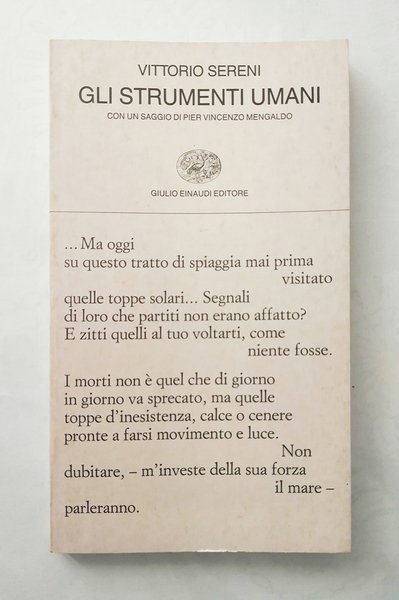 VITTORIO SERENI
GLI STRUMENTI UMANI
CON UN SAGGIO DI PIER VINCENZO MENGALDO
GIULIO EINAUDI EDITORE
...Ma oggi
su questo tratto di spiaggia mai prima
visitato
quelle toppe solari... Segnali
di loro che partiti non erano affatto?
E zitti quelli al tuo voltarti, come
niente fosse.
I morti non è quel che di giorno
in giorno va sprecato, ma quelle
toppe d'inesistenza, calce o cenere
pronte a farsi movimento e luce.
Non
dubitare, – m'investe della sua forza
il mare –
parleranno.